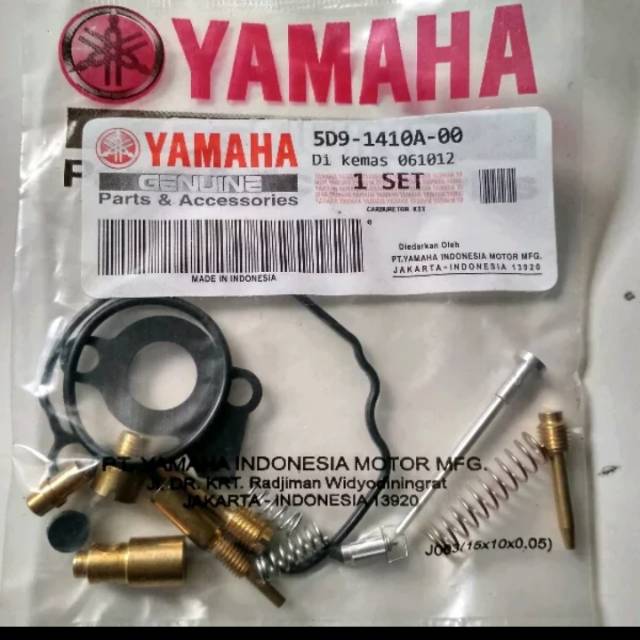 YAMAHA
YAMAHA
GENUINE
Parts & Accessories
5D9-1410A-00
Di kemas 061012
1 SET
CARBURETOR KIT
MADE IN INDONESIA
Diedarkan Oleh
PT.YAMAHA INDONESIA MOTOR MFG.
JAKARTA-INDONESIA 13920
PT. YAMAHA INDONESIA MOTOR MFG.
JL. DR. KRT. Radjiman Widyodiningrat
JAKARTA - INDONESIA 13920
J083/(15x10x0.05)